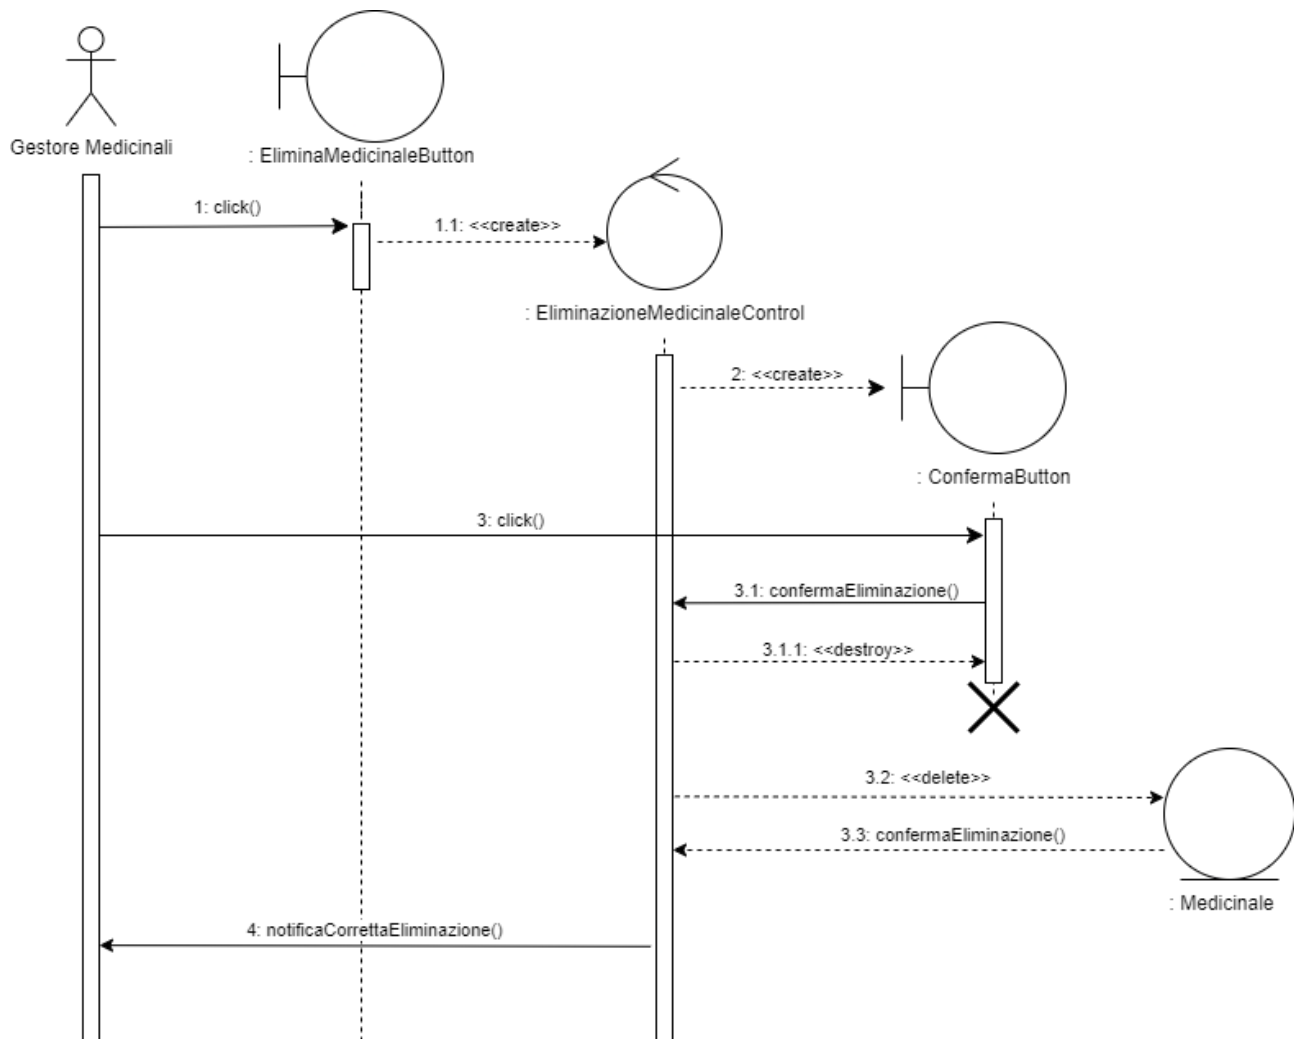 Gestore Medicinali
: EliminaMedicinaleButton
1: click()
1.1: <<create>>
: EliminazioneMedicinaleControl
2: <<create>>
: ConfermaButton
3: click()
3.1: confermaEliminazione()
3.1.1: <<destroy>>
3.2: <<delete>>
3.3: confermaEliminazione()
: Medicinale
4: notificaCorrettaEliminazione()